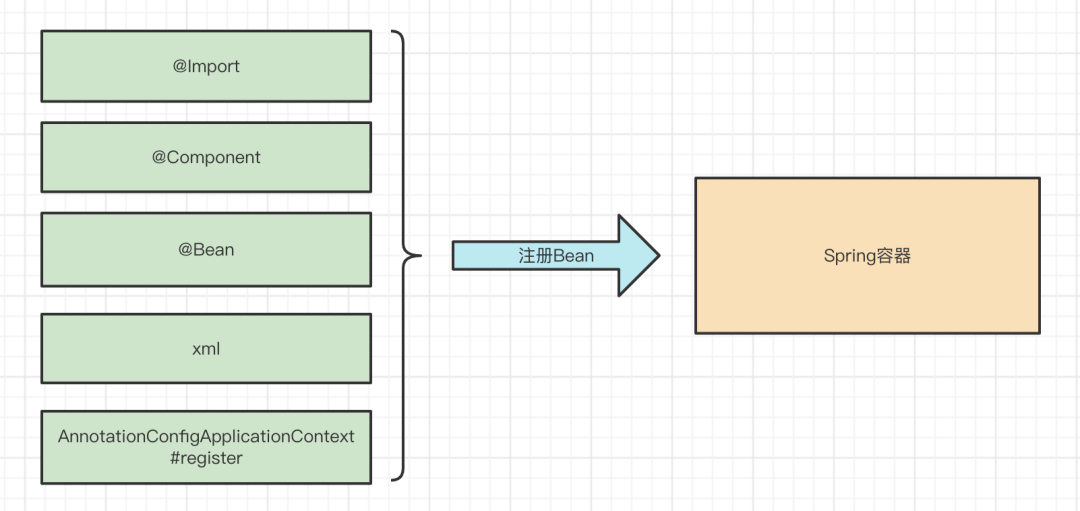 @Import
@Component
@Bean
xml
AnnotationConfigApplicationContext
#register
注册Bean
Spring容器